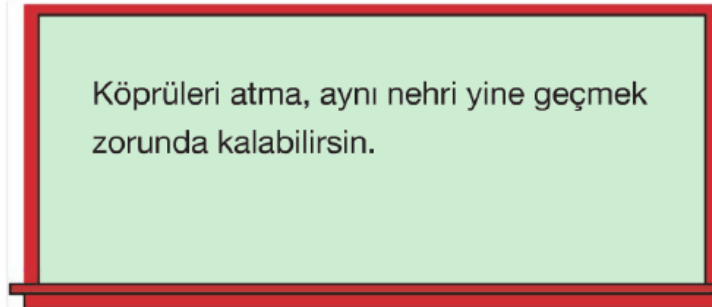 Köprüleri atma, aynı nehri yine geçmek
zorunda kalabilirsin.